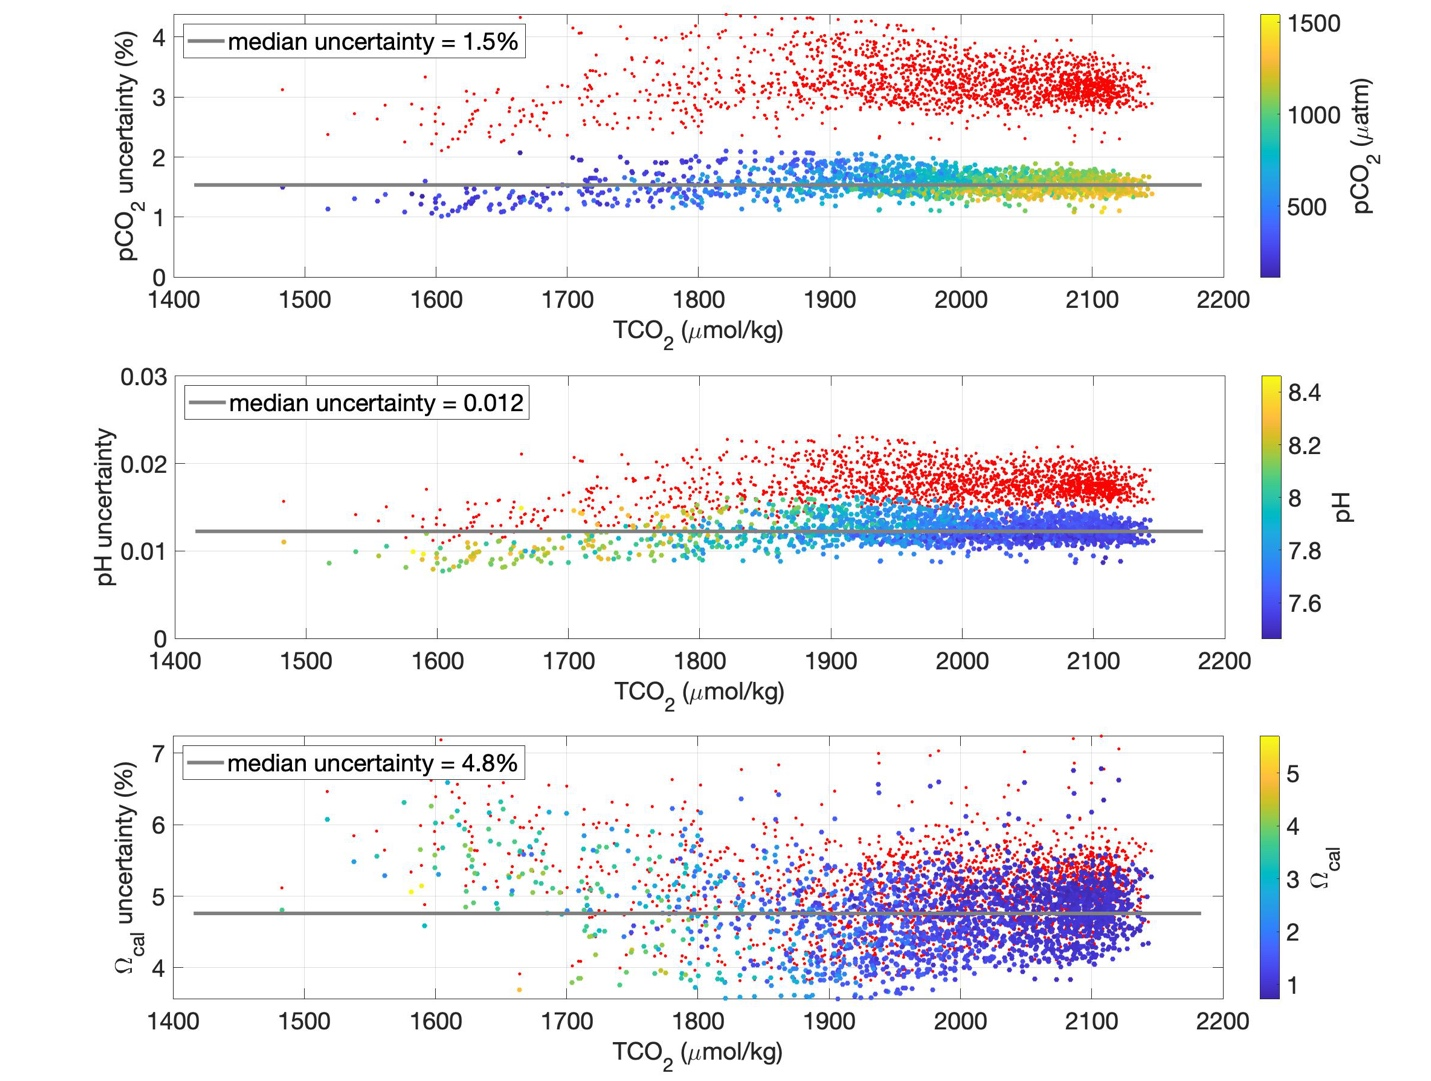 median uncertainty = 1.5%
pCO2 uncertainty (%)
4
3
2
1
0
1400 1500 1600 1700 1800 1900 2000 2100 2200
TCO2 (μmol/kg)
1500
1000
500
pCO2 (μatm)
median uncertainty = 0.012
pH uncertainty
0.03
0.02
0.01
0
1400 1500 1600 1700 1800 1900 2000 2100 2200
TCO2 (μmol/kg)
8.4
8.2
8
7.8
7.6
pH
median uncertainty = 4.8%
Ωcal uncertainty (%)
7
6
5
4
1400 1500 1600 1700 1800 1900 2000 2100 2200
TCO2 (μmol/kg)
5
4
3
2
1
Ωcal